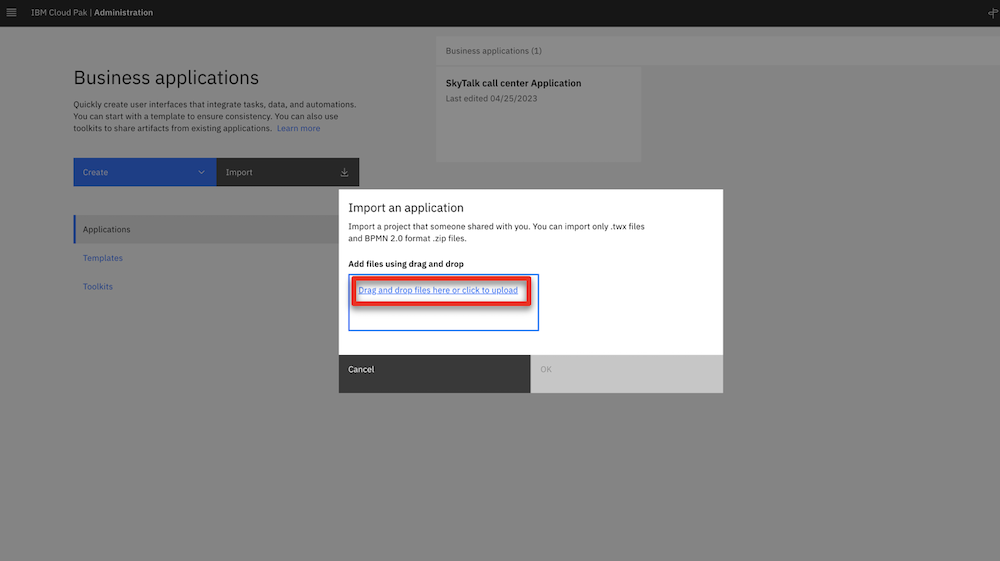 IBM Cloud Pak | Administration
Business applications
Quickly create user interfaces that integrate tasks, data, and automations.
You can start with a template to ensure consistency. You can also use
toolkits to share artifacts from existing applications. Learn more
Create
Import
Applications
Templates
Toolkits
Business applications (1)
SkyTalk call center Application
Last edited 04/25/2023
Import an application
Import a project that someone shared with you. You can import only .twx files
and BPMN 2.0 format .zip files.
Add files using drag and drop
Drag and drop files here or click to upload
Cancel
OK